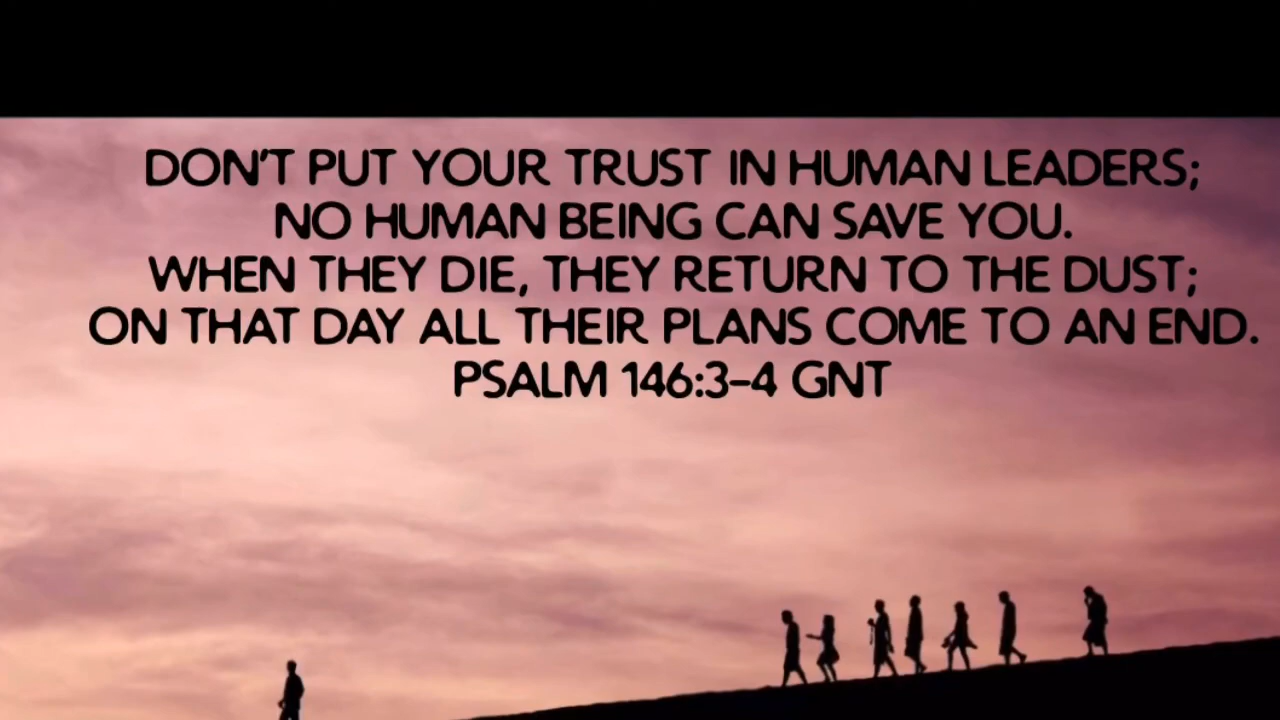 DON'T PUT YOUR TRUST IN HUMAN LEADERS;
NO HUMAN BEING CAN SAVE YOU.
WHEN THEY DIE, THEY RETURN TO THE DUST;
ON THAT DAY ALL THEIR PLANS COME TO AN END.
PSALM 146:3–4 GNT